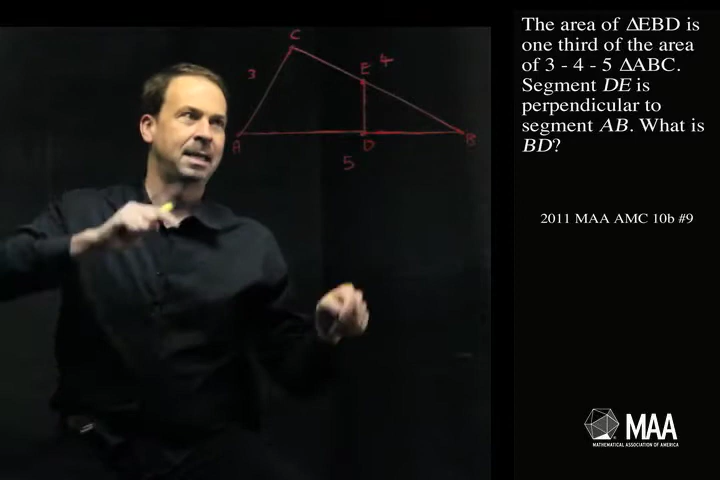 C
E 4
3
A D B
5
The area of ΔEBD is
one third of the area
of 3 - 4 - 5 ΔABC.
Segment DE is
perpendicular to
segment AB. What is
BD?
2011 MAA AMC 10b #9
MAA
MATHEMATICAL ASSOCIATION OF AMERICA